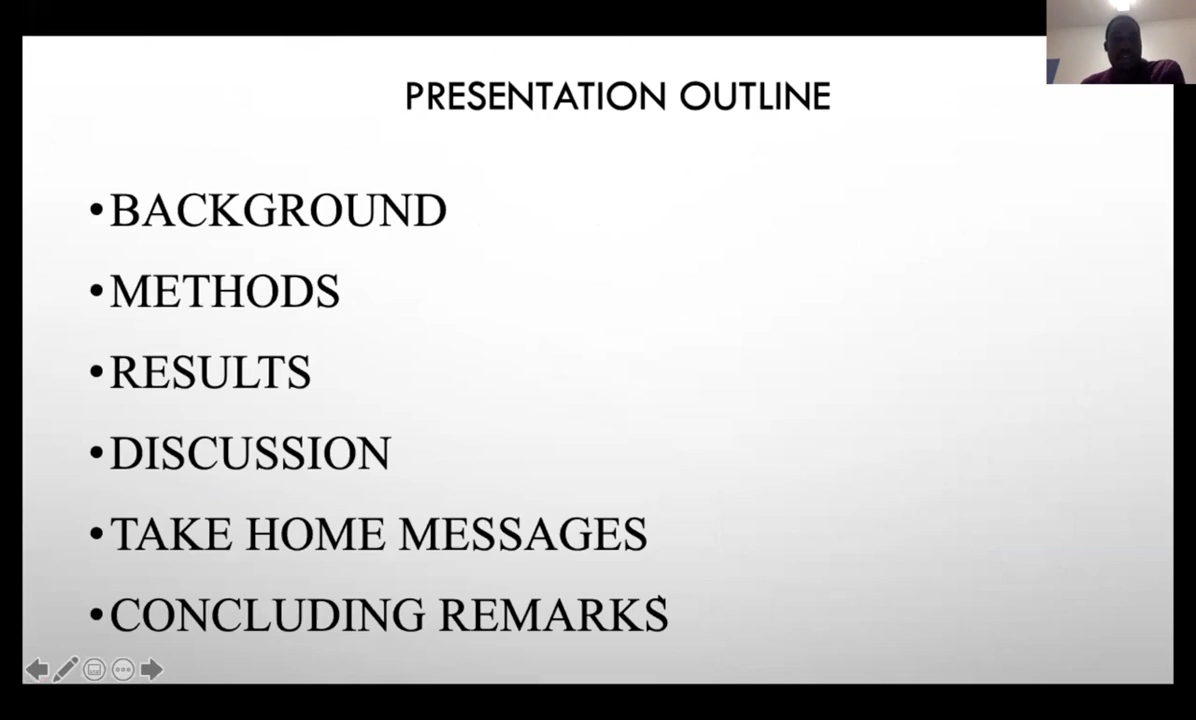 PRESENTATION OUTLINE
•BACKGROUND
•METHODS
•RESULTS
•DISCUSSION
•TAKE HOME MESSAGES
•CONCLUDING REMARKS